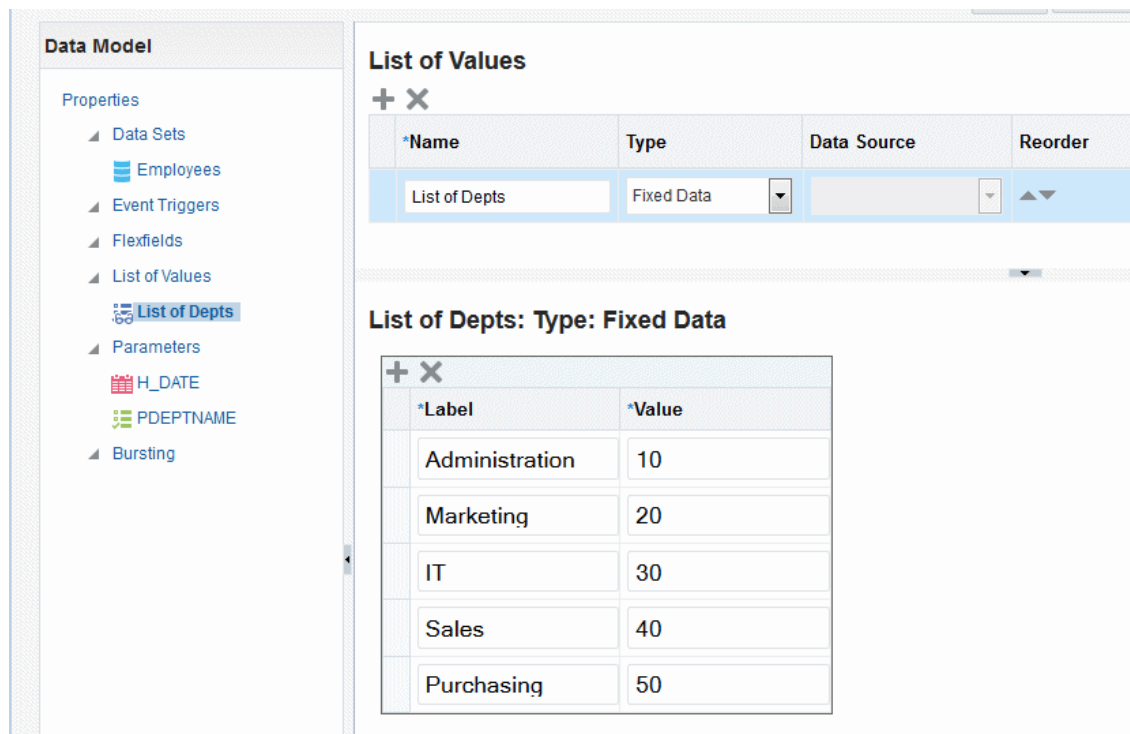 Data Model
Properties
Data Sets
Employees
Event Triggers
Flexfields
List of Values
List of Depts
Parameters
H_DATE
PDEPTNAME
Bursting
List of Values
*Name Type Data Source Reorder
List of Depts Fixed Data
List of Depts: Type: Fixed Data
*Label *Value
Administration 10
Marketing 20
IT 30
Sales 40
Purchasing 50